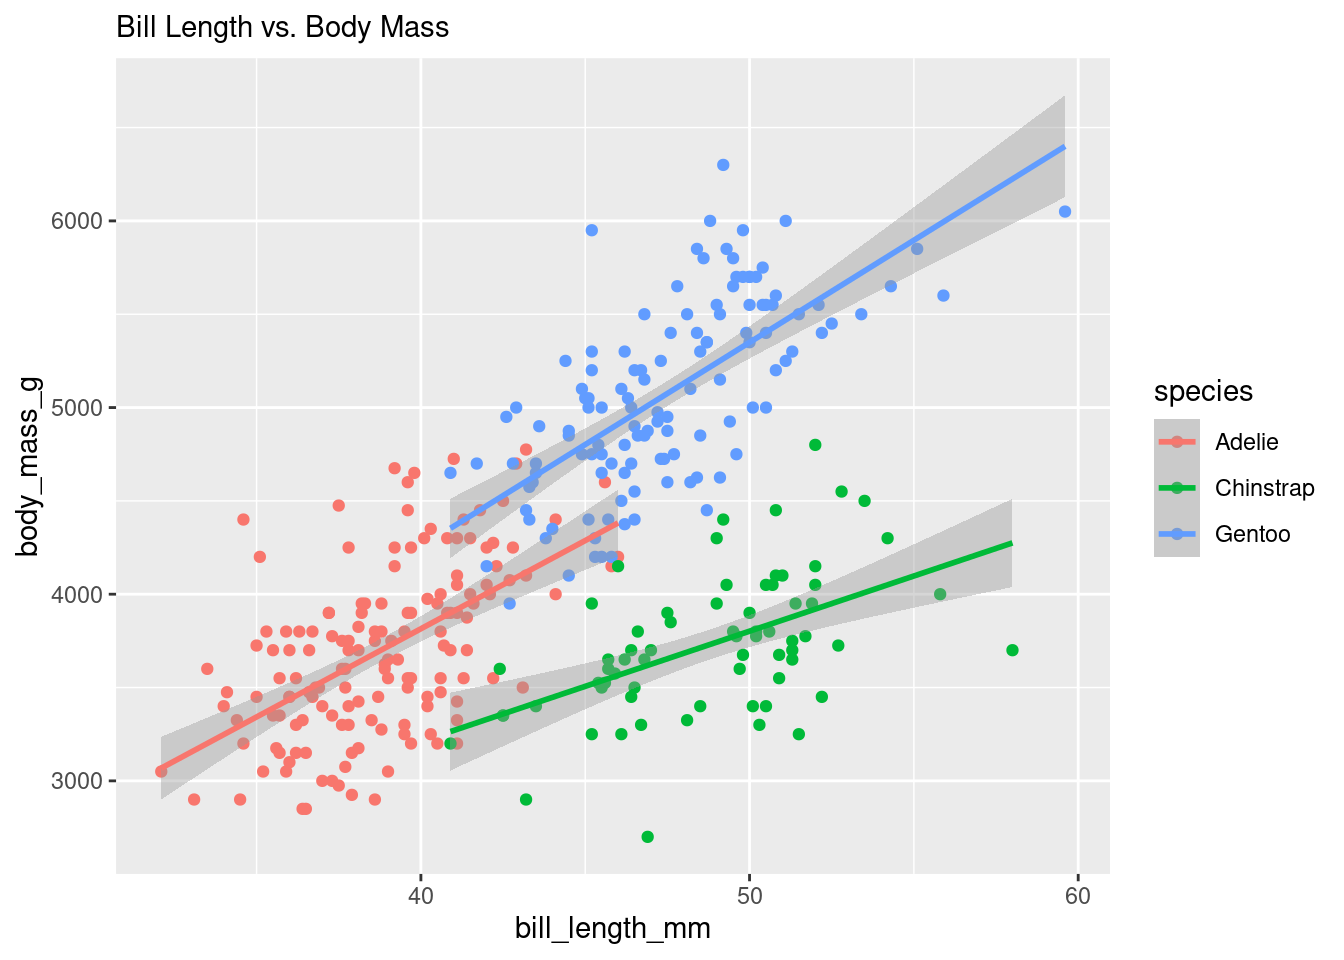 Bill Length vs. Body Mass
body_mass_g
6000
5000
4000
3000
40
50
60
bill_length_mm
species
Adelie
Chinstrap
Gentoo